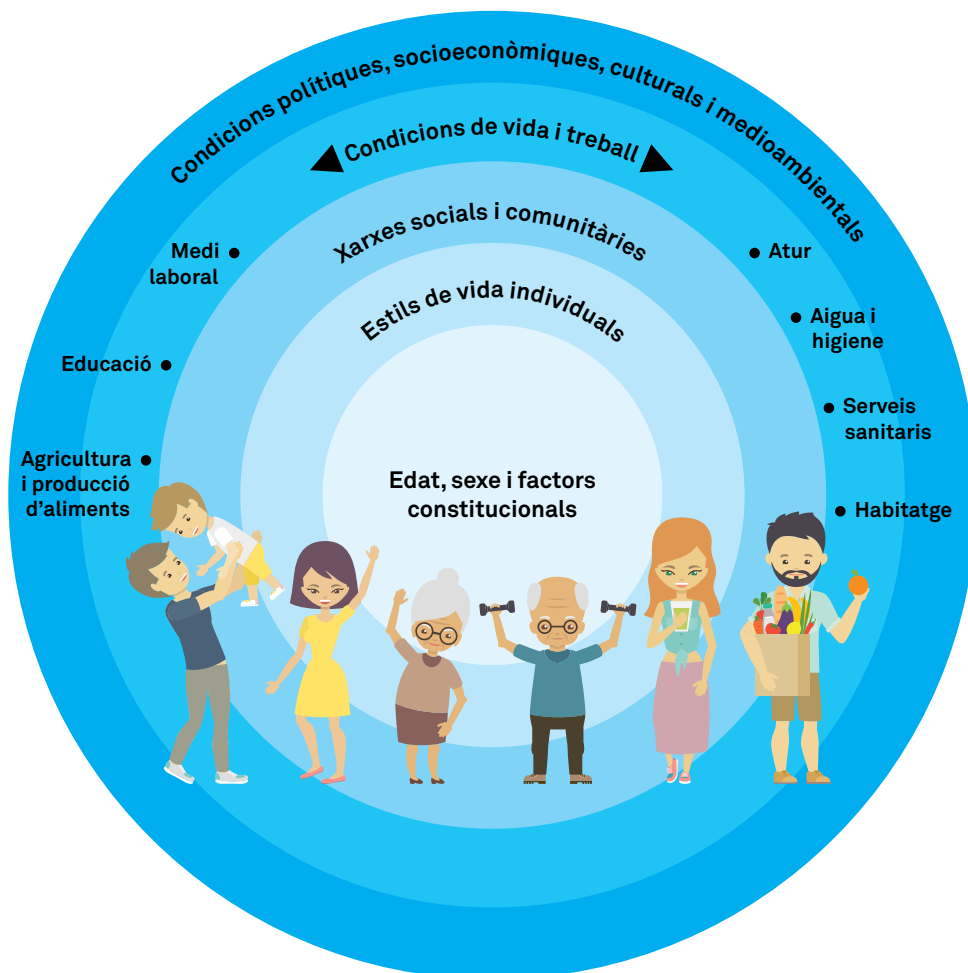 Condicions polítiques, socioeconòmiques, culturals i medioambientals
Condicions de vida i treball
Xarxes socials i comunitàries
Estils de vida individuals
Edat, sexe i factors
constitucionals
Medi
laboral
Educació
Agricultura
i producció
d'aliments
Atur
Aigua i
higiene
Serveis
sanitaris
Habitatge